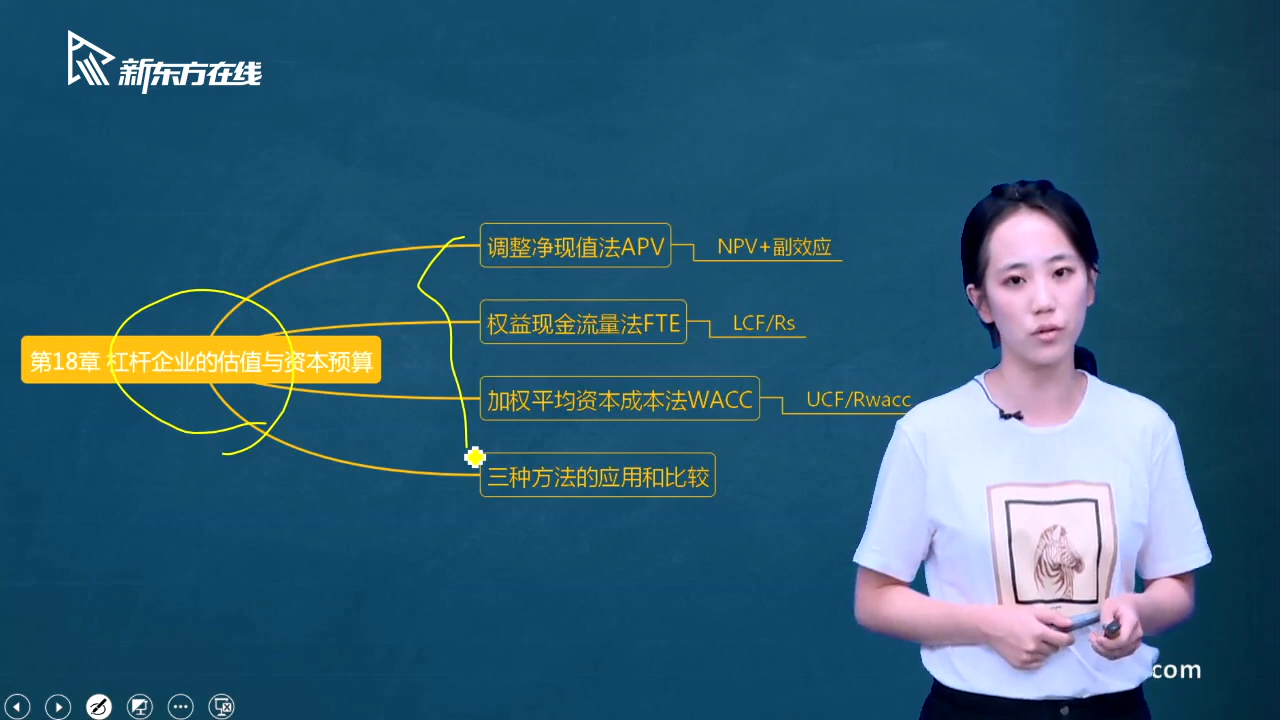 新东方在线
调整净现值法APV
NPV+副效应
权益现金流量法FTE
LCF/Rs
第18章 杠杆企业的估值与资本预算
加权平均资本成本法WACC
UCF/Rwacc
三种方法的应用和比较
com